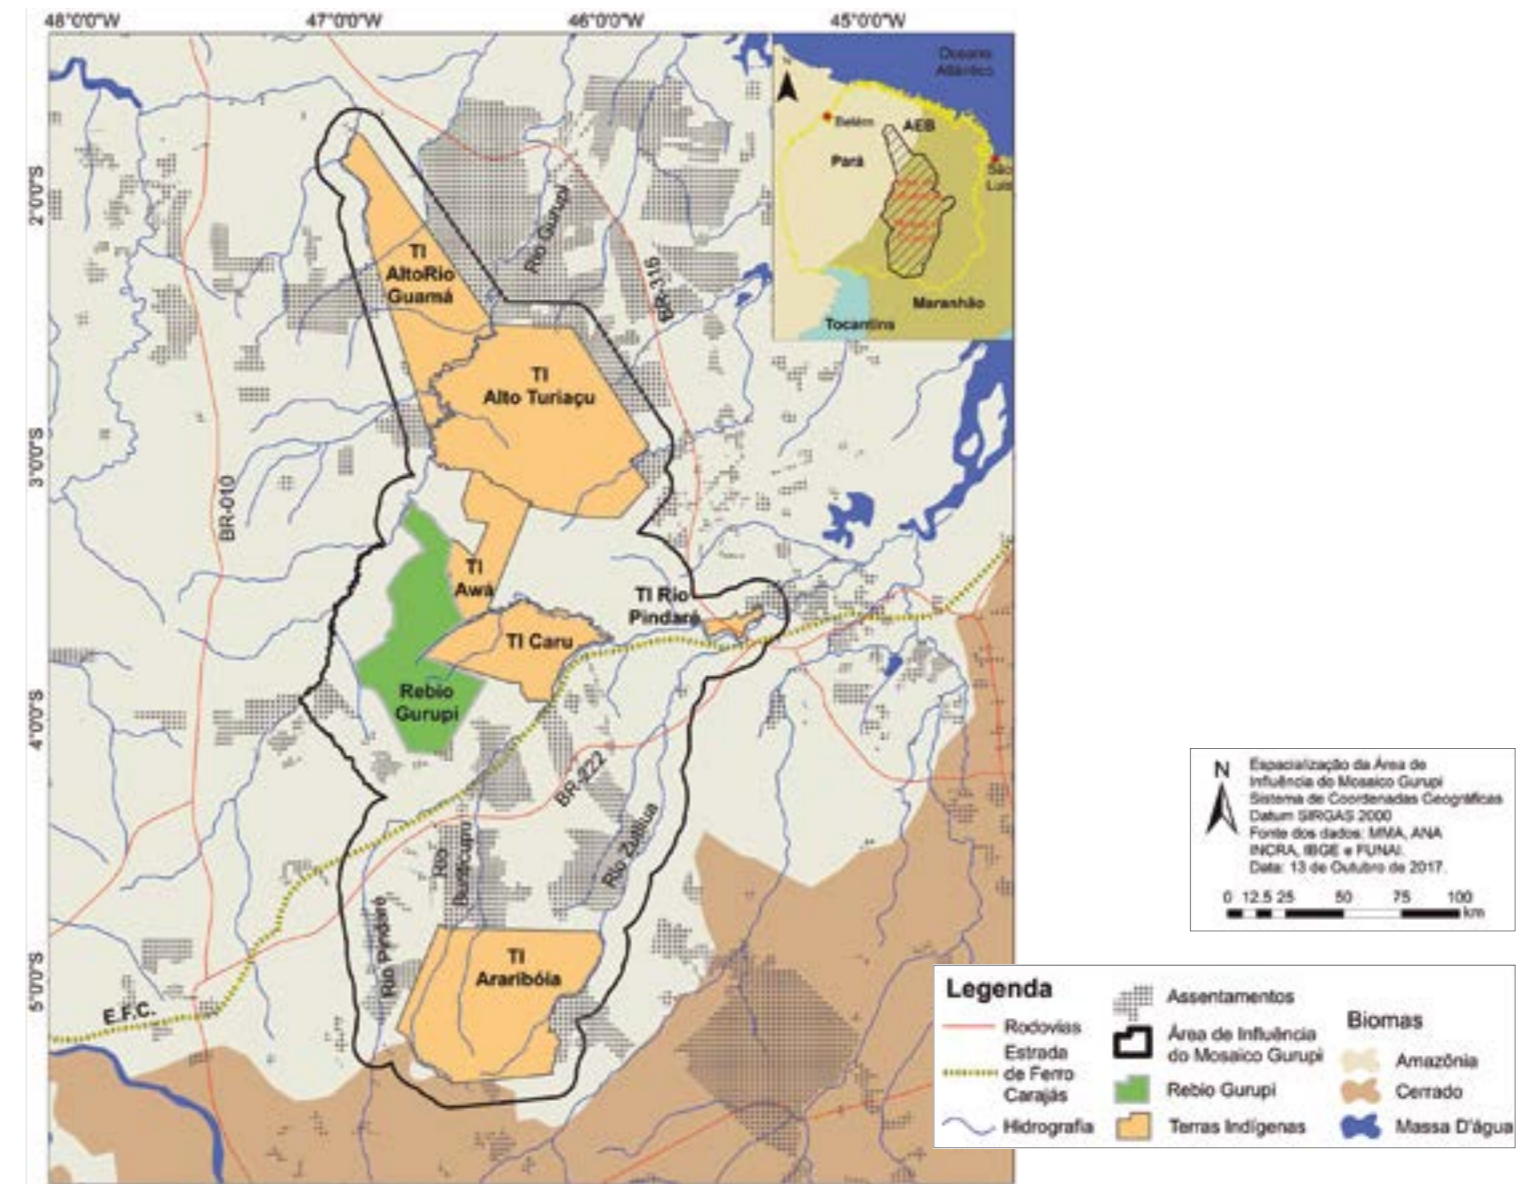 48°0'0"W
47°0'0"W
46°0'0"W
45°0'0"W
2°0'0"S
3°0'0"S
4°0'0"S
5°0'0"S
Oceano
Atlântico
N
Belém
AEB
Pará
São
Luís
Maranhão
Tocantins
TI
AltoRio
Guamá
Rio Gurupi
BR-316
TI
Alto Turiaçu
BR-010
TI
Awá
TI Rio
Pindaré
TI Caru
Rebio
Gurupi
BR-222
Rio
Buriticupu
Rio Zutiua
Rio Pindaré
TI
Arariboia
E.F.C.
N
Espacialização da Área de
Influência do Mosaico Gurupi
Sistema de Coordenadas Geográficas
Datum SIRGAS 2000
Fonte dos dados: MMA, ANA
INCRA, IBGE e FUNAI.
Data: 13 de Outubro de 2017.
0 12.5 25 50 75 100
km
Legenda
Rodovias
Estrada
de Ferro
Carajás
Hidrografia
Assentamentos
Área de Influência
do Mosaico Gurupi
Rebio Gurupi
Terras Indígenas
Biomas
Amazônia
Cerrado
Massa D'água